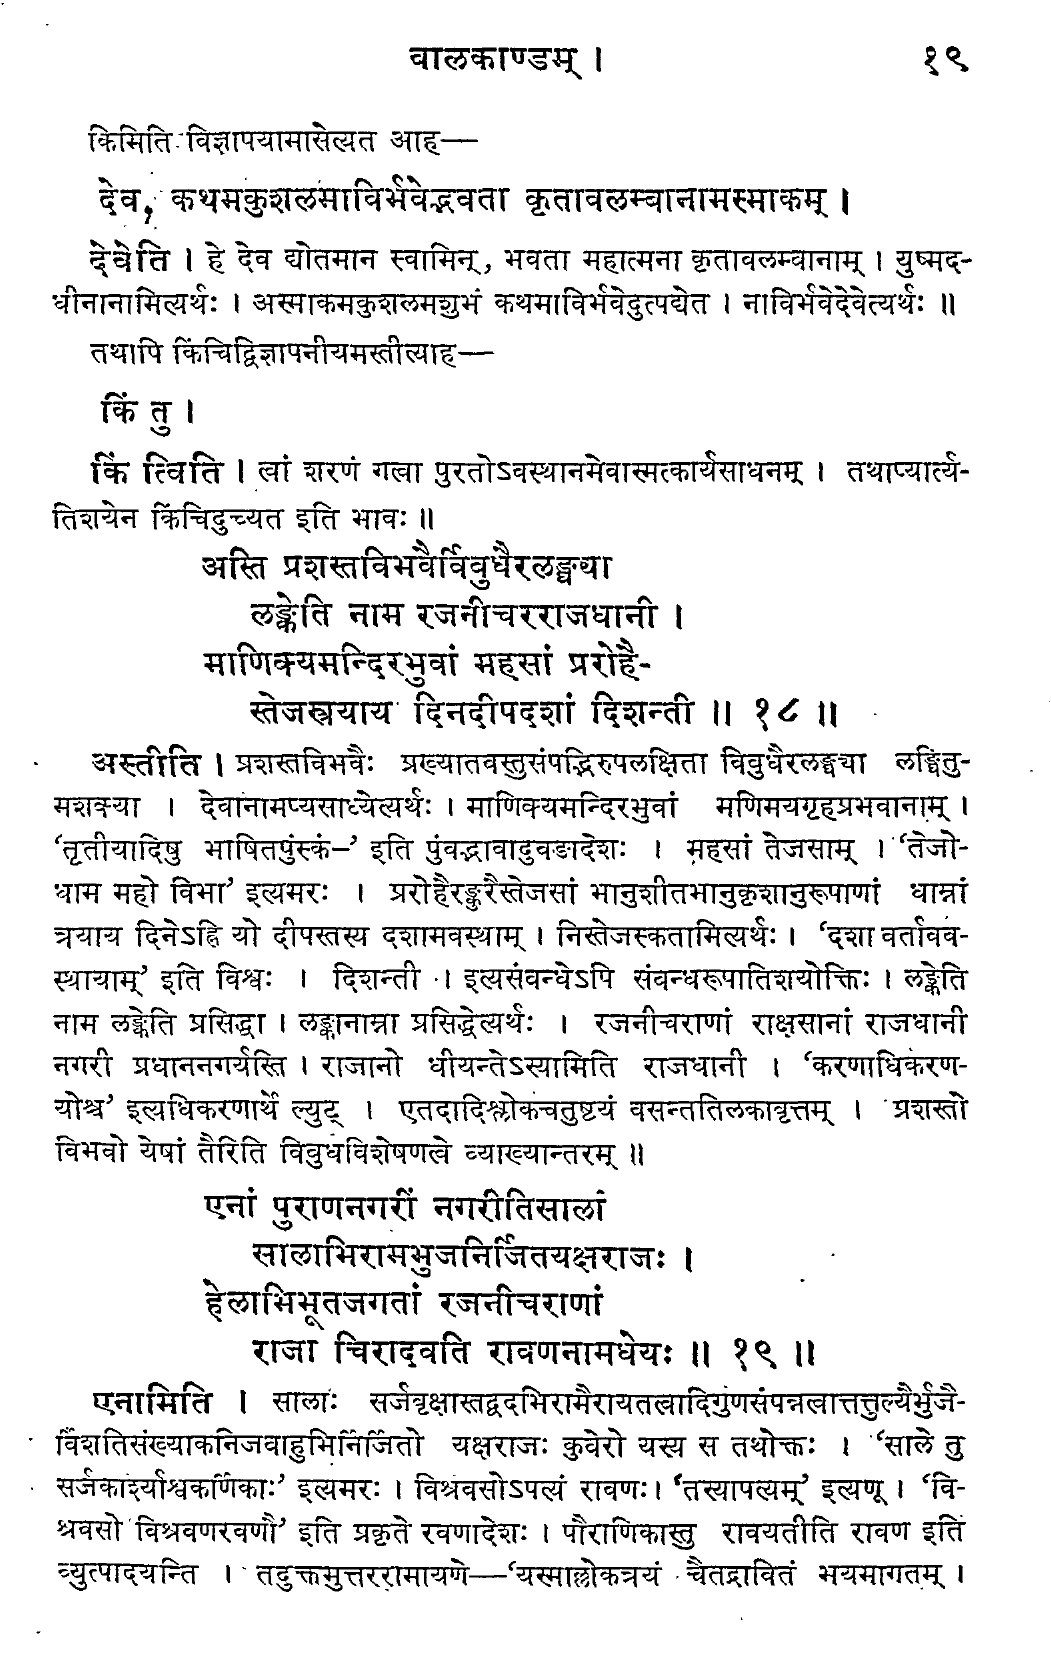 वालकाण्डम् । १९
किमिति विज्ञापयामासेत्यत आह—
देव, कथमकुशलमाविर्भवेद्भवता कृतावलम्बानामस्माकम् ।
देवेति । हे देव द्योतमान स्वामिन्, भवता महात्मना कृतावलम्वानाम् । युष्मद-
धीनानामित्यर्थः । अस्माकमकुशलमशुभं कथमाविर्भवेदुत्पद्येत । नाविर्भवेदेवेत्यर्थः ॥
तथापि किंचिद्विज्ञापनीयमस्तीत्याह—
किं तु ।
किं त्विति । त्वां शरणं गत्वा पुरतोऽवस्थानमेवास्मत्कार्यसाधनम् । तथाप्यार्त्य-
तिशयेन किंचिदुच्यत इति भावः ॥
अस्ति प्रशस्तविभवैर्विवुधैरलङ्घ्या
लङ्केति नाम रजनीचरराजधानी ।
माणिक्यमन्दिरभुवां महसां प्ररोहै-
स्तेजस्त्रयाय दिनदीपदशां दिशन्ती ॥ १८ ॥
अस्तीति । प्रशस्तविभवैः प्रख्यातवस्तुसंपद्भिरुपलक्षिता विवुधैरलङ्घ्या लङ्घितु-
मशक्या । देवानामप्यसाध्येत्यर्थः । माणिक्यमन्दिरभुवां मणिमयगृहप्रभवानाम् ।
‘तृतीयादिषु भाषितपुंस्कं–’ इति पुंवद्भावादुवङादेशः । महसां तेजसाम् । ‘तेजो-
धाम महो विभा’ इत्यमरः । प्ररोहैरङ्कुरैस्तेजसां भानुशीतभानुकृशानुरूपाणां धाम्नां
त्रयाय दिनेऽह्नि यो दीपस्तस्य दशामवस्थाम् । निस्तेजस्कतामित्यर्थः । ‘दशा वर्तावव-
स्थायाम्’ इति विश्वः । दिशन्ती । इत्यसंवन्धेऽपि संवन्धरूपातिशयोक्तिः । लङ्केति
नाम लङ्केति प्रसिद्धा । लङ्कानाम्ना प्रसिद्धेत्यर्थः । रजनीचराणां राक्षसानां राजधानी
नगरी प्रधाननगर्यस्ति । राजानो धीयन्तेऽस्यामिति राजधानी । ‘करणाधिकरण-
योश्च’ इत्यधिकरणार्थे ल्युट् । एतदादिश्लोकचतुष्टयं वसन्ततिलकावृत्तम् । प्रशस्तो
विभवो येषां तैरिति विवुधविशेषणत्वे व्याख्यान्तरम् ॥
एनां पुराणनगरीं नगरीतिसालां
सालाभिरामभुजनिर्जितयक्षराजः ।
हेलाभिभूतजगतां रजनीचराणां
राजा चिरादवति रावणनामधेयः ॥ १९ ॥
एनामिति । सालाः सर्जवृक्षास्तद्वदभिरामैरायतत्वादिगुणसंपन्नत्वात्तत्तुल्यैर्भुजै-
र्विंशतिसंख्याकनिजवाहुभिर्निर्जितो यक्षराजः कुवेरो यस्य स तथोक्तः । ‘साले तु
सर्जकार्श्याश्वकर्णिकाः’ इत्यमरः । विश्रवसोऽपत्यं रावणः । ‘तस्यापत्यम्’ इत्यण् । ‘वि-
श्रवसो विश्रवणरवणौ’ इति प्रकृते रवणादेशः । पौराणिकास्तु रावयतीति रावण इति
व्युत्पादयन्ति । तदुक्तमुत्तररामायणे—‘यस्माल्लोकत्रयं चैतद्रावितं भयमागतम् ।